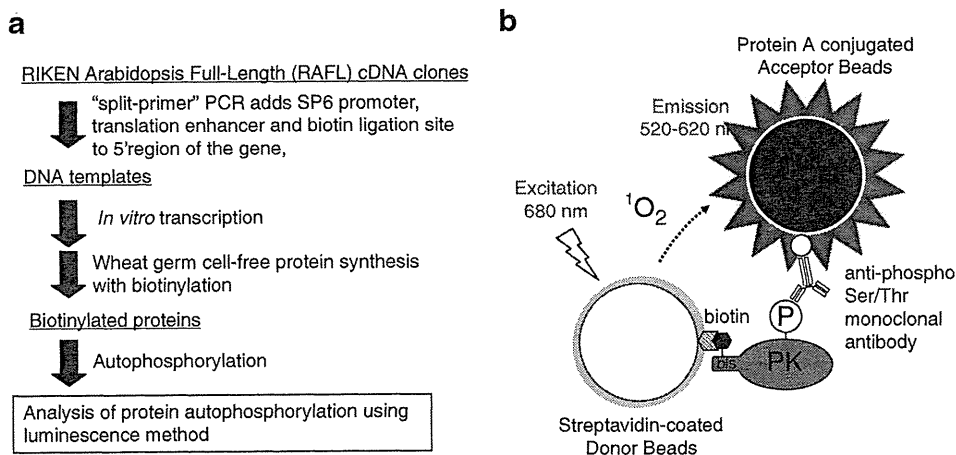 a
RIKEN Arabidopsis Full-Length (RAFL) cDNA clones
"split-primer" PCR adds SP6 promoter,
translation enhancer and biotin ligation site
to 5'region of the gene,
DNA templates
In vitro transcription
Wheat germ cell-free protein synthesis
with biotinylation
Biotinylated proteins
Autophosphorylation
Analysis of protein autophosphorylation using
luminescence method
b
Protein A conjugated
Acceptor Beads
Emission
520-620 nm
Excitation
680 nm
¹O₂
anti-phospho
Ser/Thr
monoclonal
antibody
biotin
P
bls
PK
Streptavidin-coated
Donor Beads